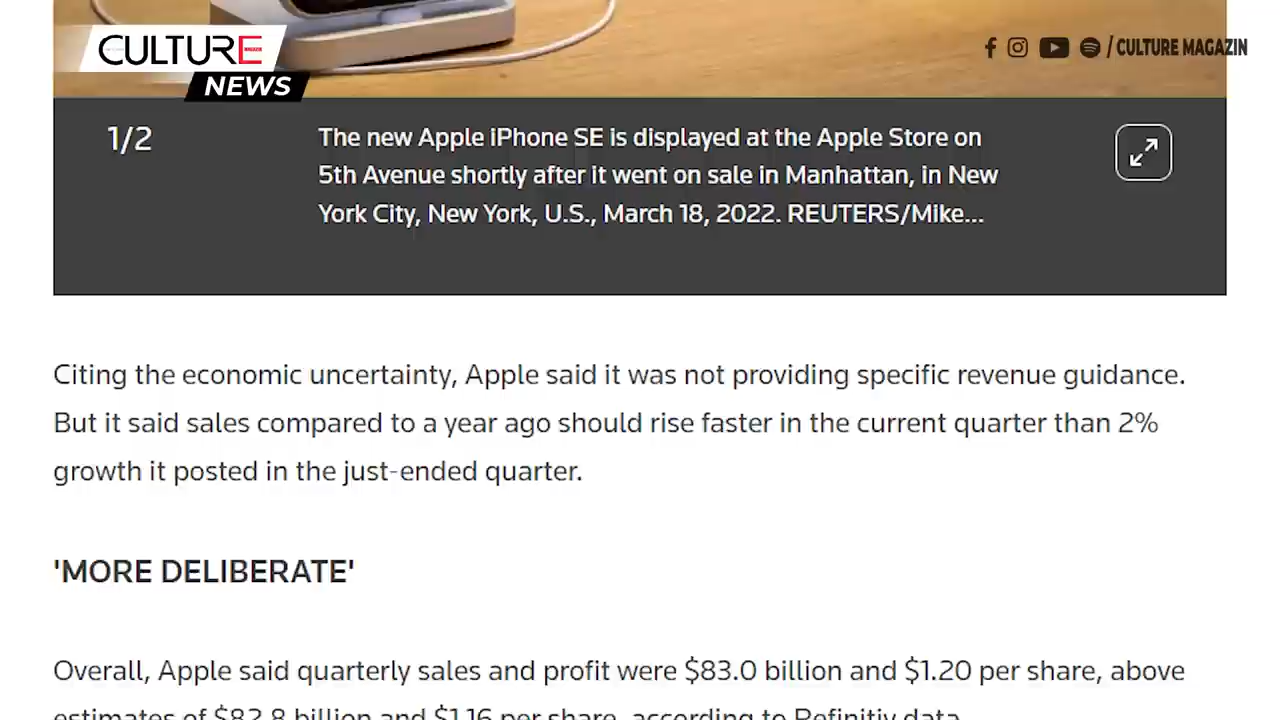 CULTURE
NEWS
/ CULTURE MAGAZIN
1/2
The new Apple iPhone SE is displayed at the Apple Store on
5th Avenue shortly after it went on sale in Manhattan, in New
York City, New York, U.S., March 18, 2022. REUTERS/Mike...
Citing the economic uncertainty, Apple said it was not providing specific revenue guidance.
But it said sales compared to a year ago should rise faster in the current quarter than 2%
growth it posted in the just-ended quarter.
'MORE DELIBERATE'
Overall, Apple said quarterly sales and profit were $83.0 billion and $1.20 per share, above
estimates of $82.8 billion and $1.16 per share, according to Refinitiv data.